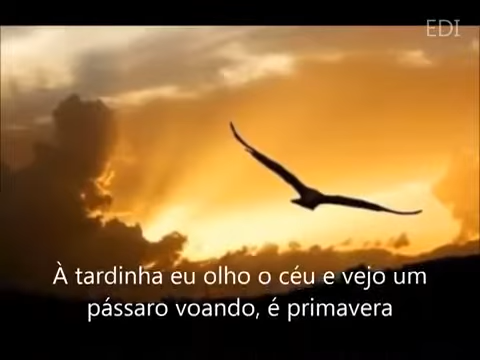 EDI
À tardinha eu olho o céu e vejo um
pássaro voando, é primavera